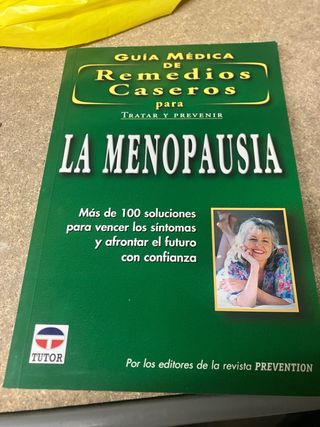 GUÍA MÉDICA
DE
Remedios
Caseros
para
TRATAR Y PREVENIR
LA MENOPAUSIA
Más de 100 soluciones
para vencer los síntomas
y afrontar el futuro
con confianza
TUTOR
Por los editores de la revista PREVENTION